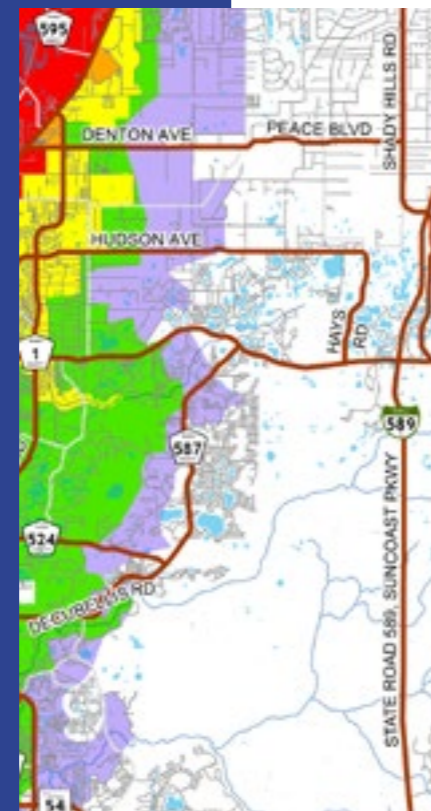 595
SHADY HILLS RD
DENTON AVE
PEACE BLVD
HUDSON AVE
HAYS RD
1
589
587
524
DECUBELLIS RD
STATE ROAD 589, SUNCOAST PKWY
54